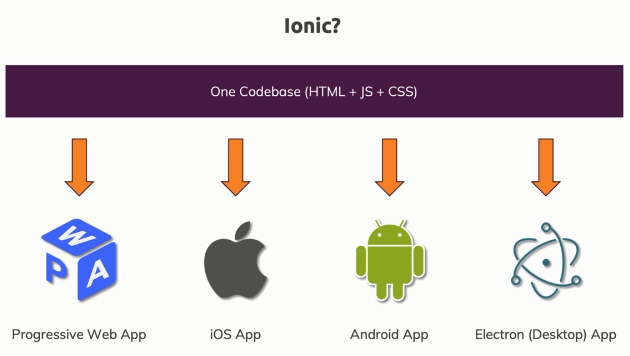 Ionic?
One Codebase (HTML + JS + CSS)
W
P A
Progressive Web App iOS App Android App Electron (Desktop) App